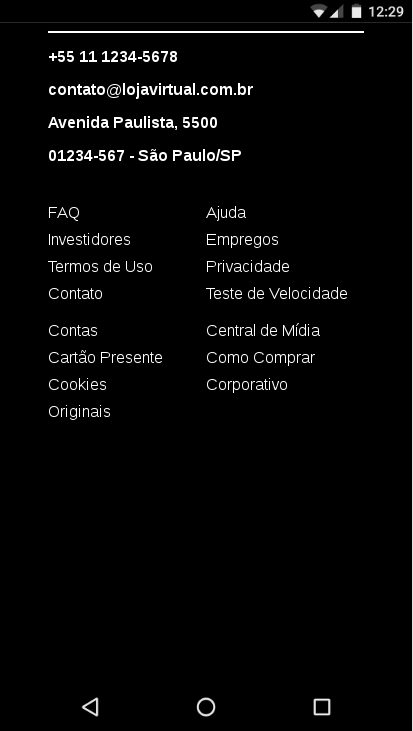 12:29
+55 11 1234-5678
contato@lojavirtual.com.br
Avenida Paulista, 5500
01234-567 - São Paulo/SP
FAQ
Investidores
Termos de Uso
Contato
Ajuda
Empregos
Privacidade
Teste de Velocidade
Contas
Cartão Presente
Cookies
Originais
Central de Mídia
Como Comprar
Corporativo